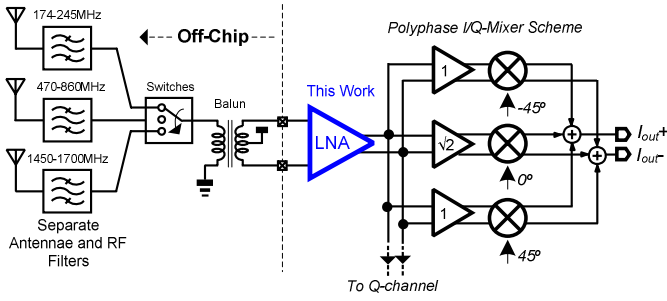 174-245MHz
470-860MHz
1450-1700MHz
Separate
Antennae and RF
Filters
Off-Chip
Switches
Balun
This Work
LNA
Polyphase I/Q-Mixer Scheme
1
-45º
√2
0º
1
45º
Iout+
Iout-
To Q-channel